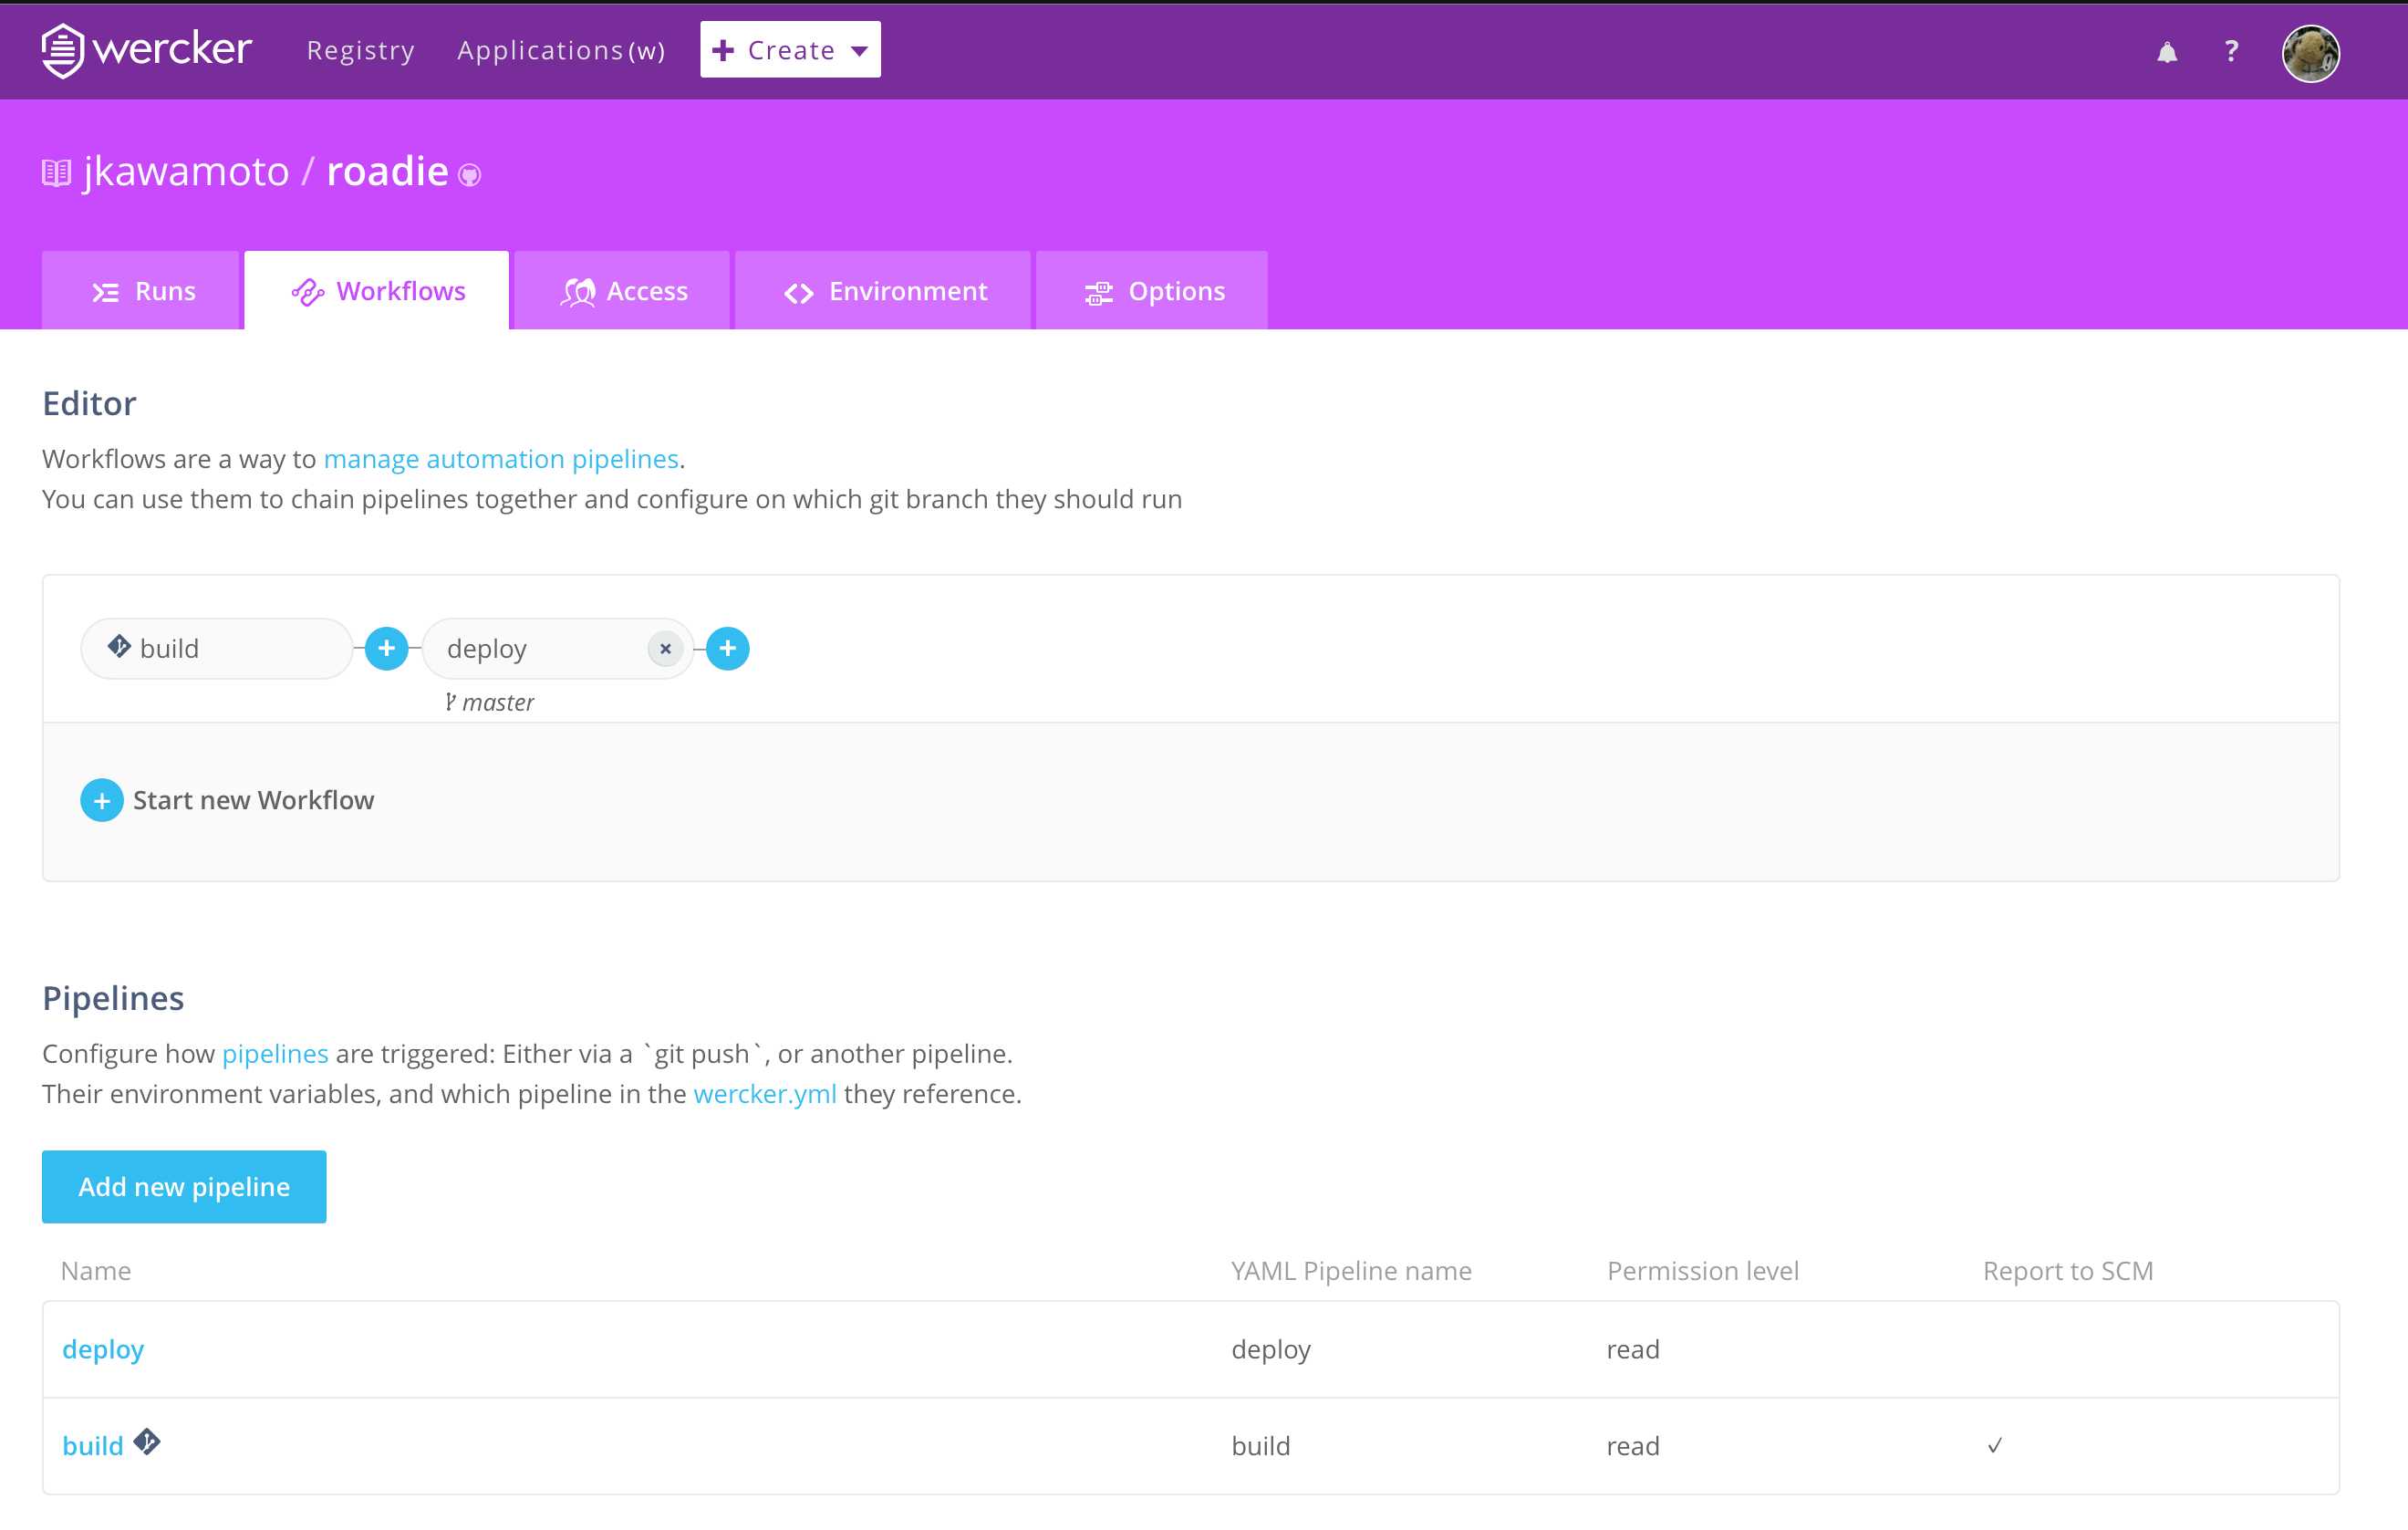 wercker Registry Applications (w) + Create ?
jkawamoto / roadie
Runs Workflows Access Environment Options
Editor
Workflows are a way to manage automation pipelines.
You can use them to chain pipelines together and configure on which git branch they should run
build + deploy × +
master
+ Start new Workflow
Pipelines
Configure how pipelines are triggered: Either via a `git push`, or another pipeline.
Their environment variables, and which pipeline in the wercker.yml they reference.
Add new pipeline
Name YAML Pipeline name Permission level Report to SCM
deploy deploy read
build build read ✓